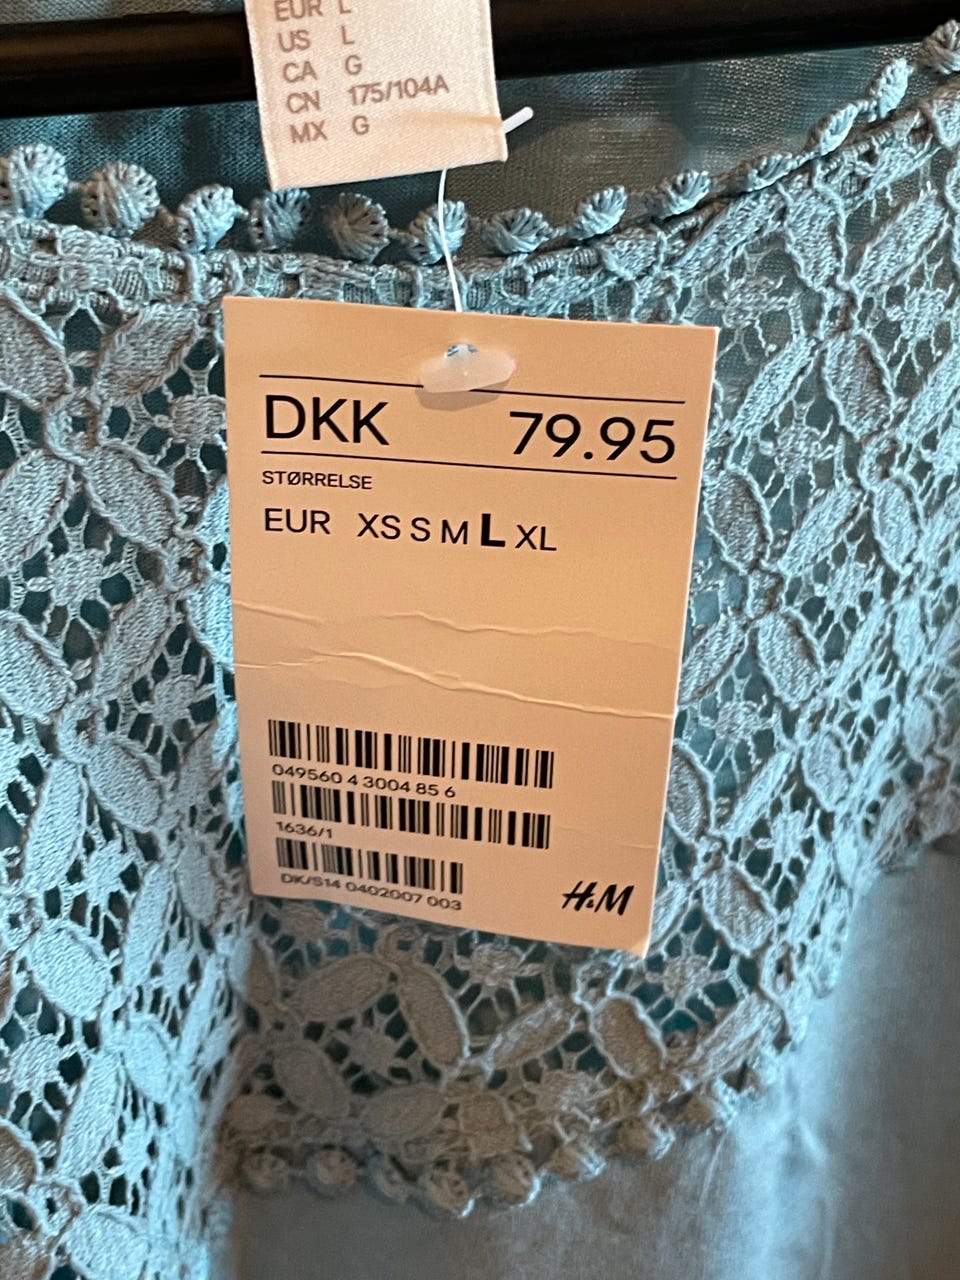 EUR L
US L
CA G
CN 175/104A
MX G
DKK 79.95
STØRRELSE
EUR XS S M L XL
049560 4 3004 85 6
1636/1
DK/S14 0402007 003
H&M